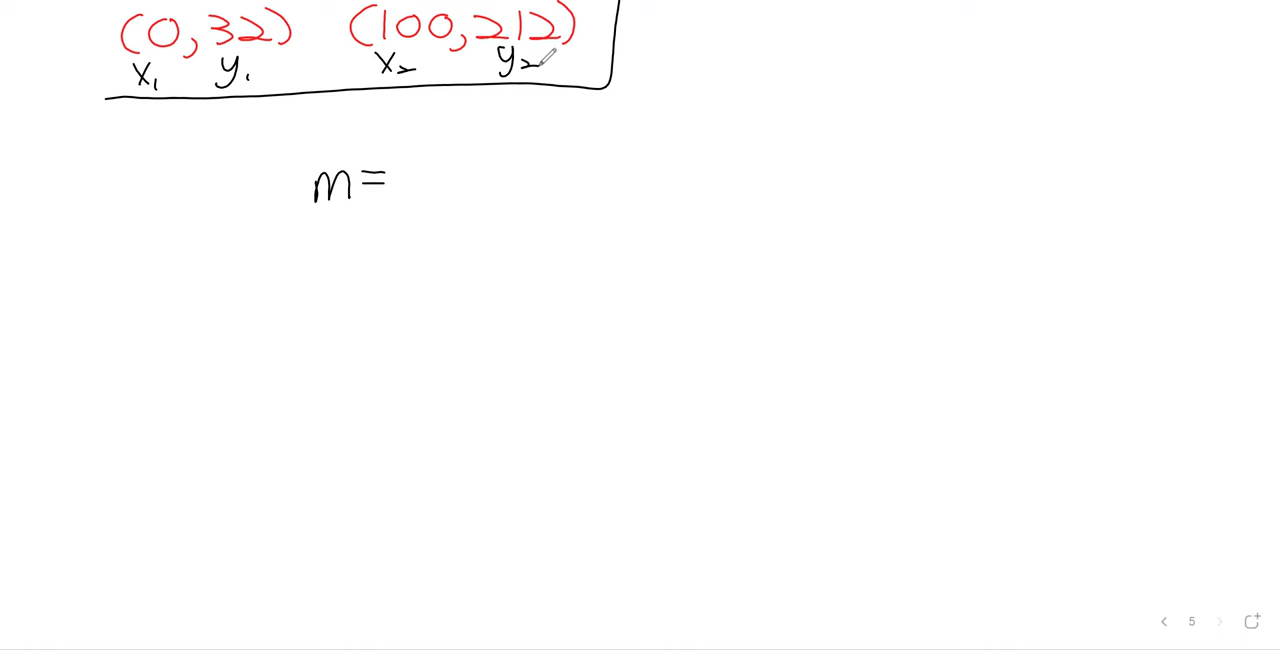 (0,32) (100,212)
x₁ y₁ x₂ y₂
m=
5